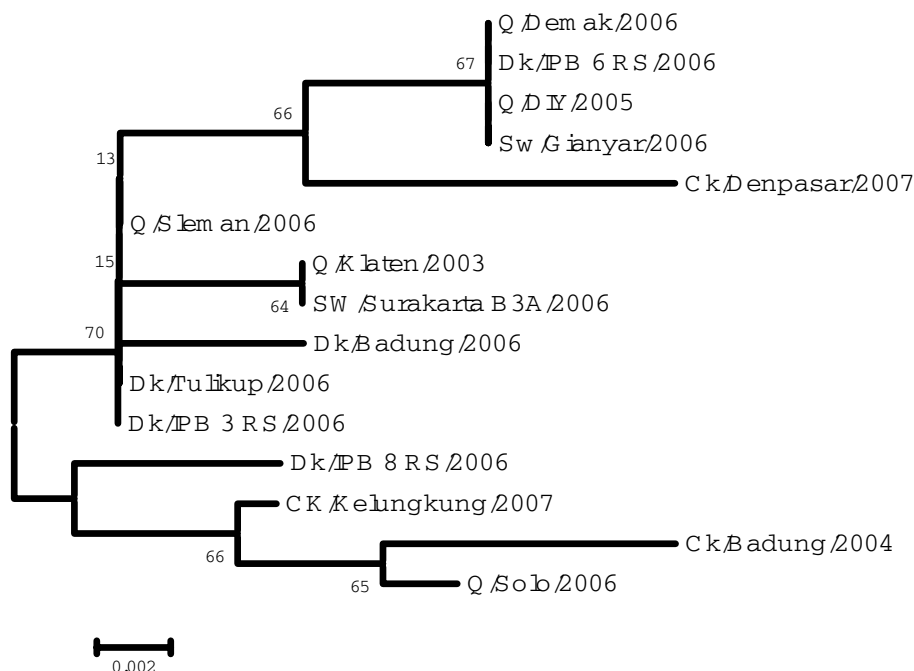 Q/Demak/2006
67
Dk/IPB 6 RS/2006
Q/DIY/2005
66
Sw/Gianyar/2006
13
Ck/Denpasar/2007
Q/Sleman/2006
15
Q/Klaten/2003
64
SW/Surakarta B3A/2006
70
Dk/Badung/2006
Dk/Tulikup/2006
Dk/IPB 3 RS/2006
Dk/IPB 8 RS/2006
CK/Kelungkung/2007
66
Ck/Badung/2004
65
Q/Solo/2006
0.002